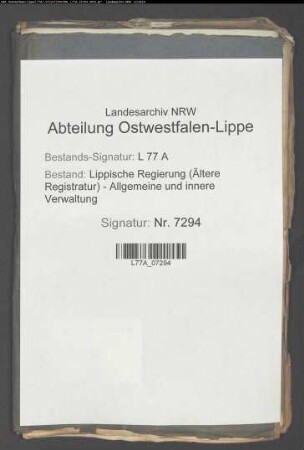 Landesarchiv NRW
Abteilung Ostwestfalen-Lippe
Bestands-Signatur: L 77 A
Bestand: Lippische Regierung (Ältere
Registratur) - Allgemeine und innere
Verwaltung
Signatur: Nr. 7294
L77A_07294